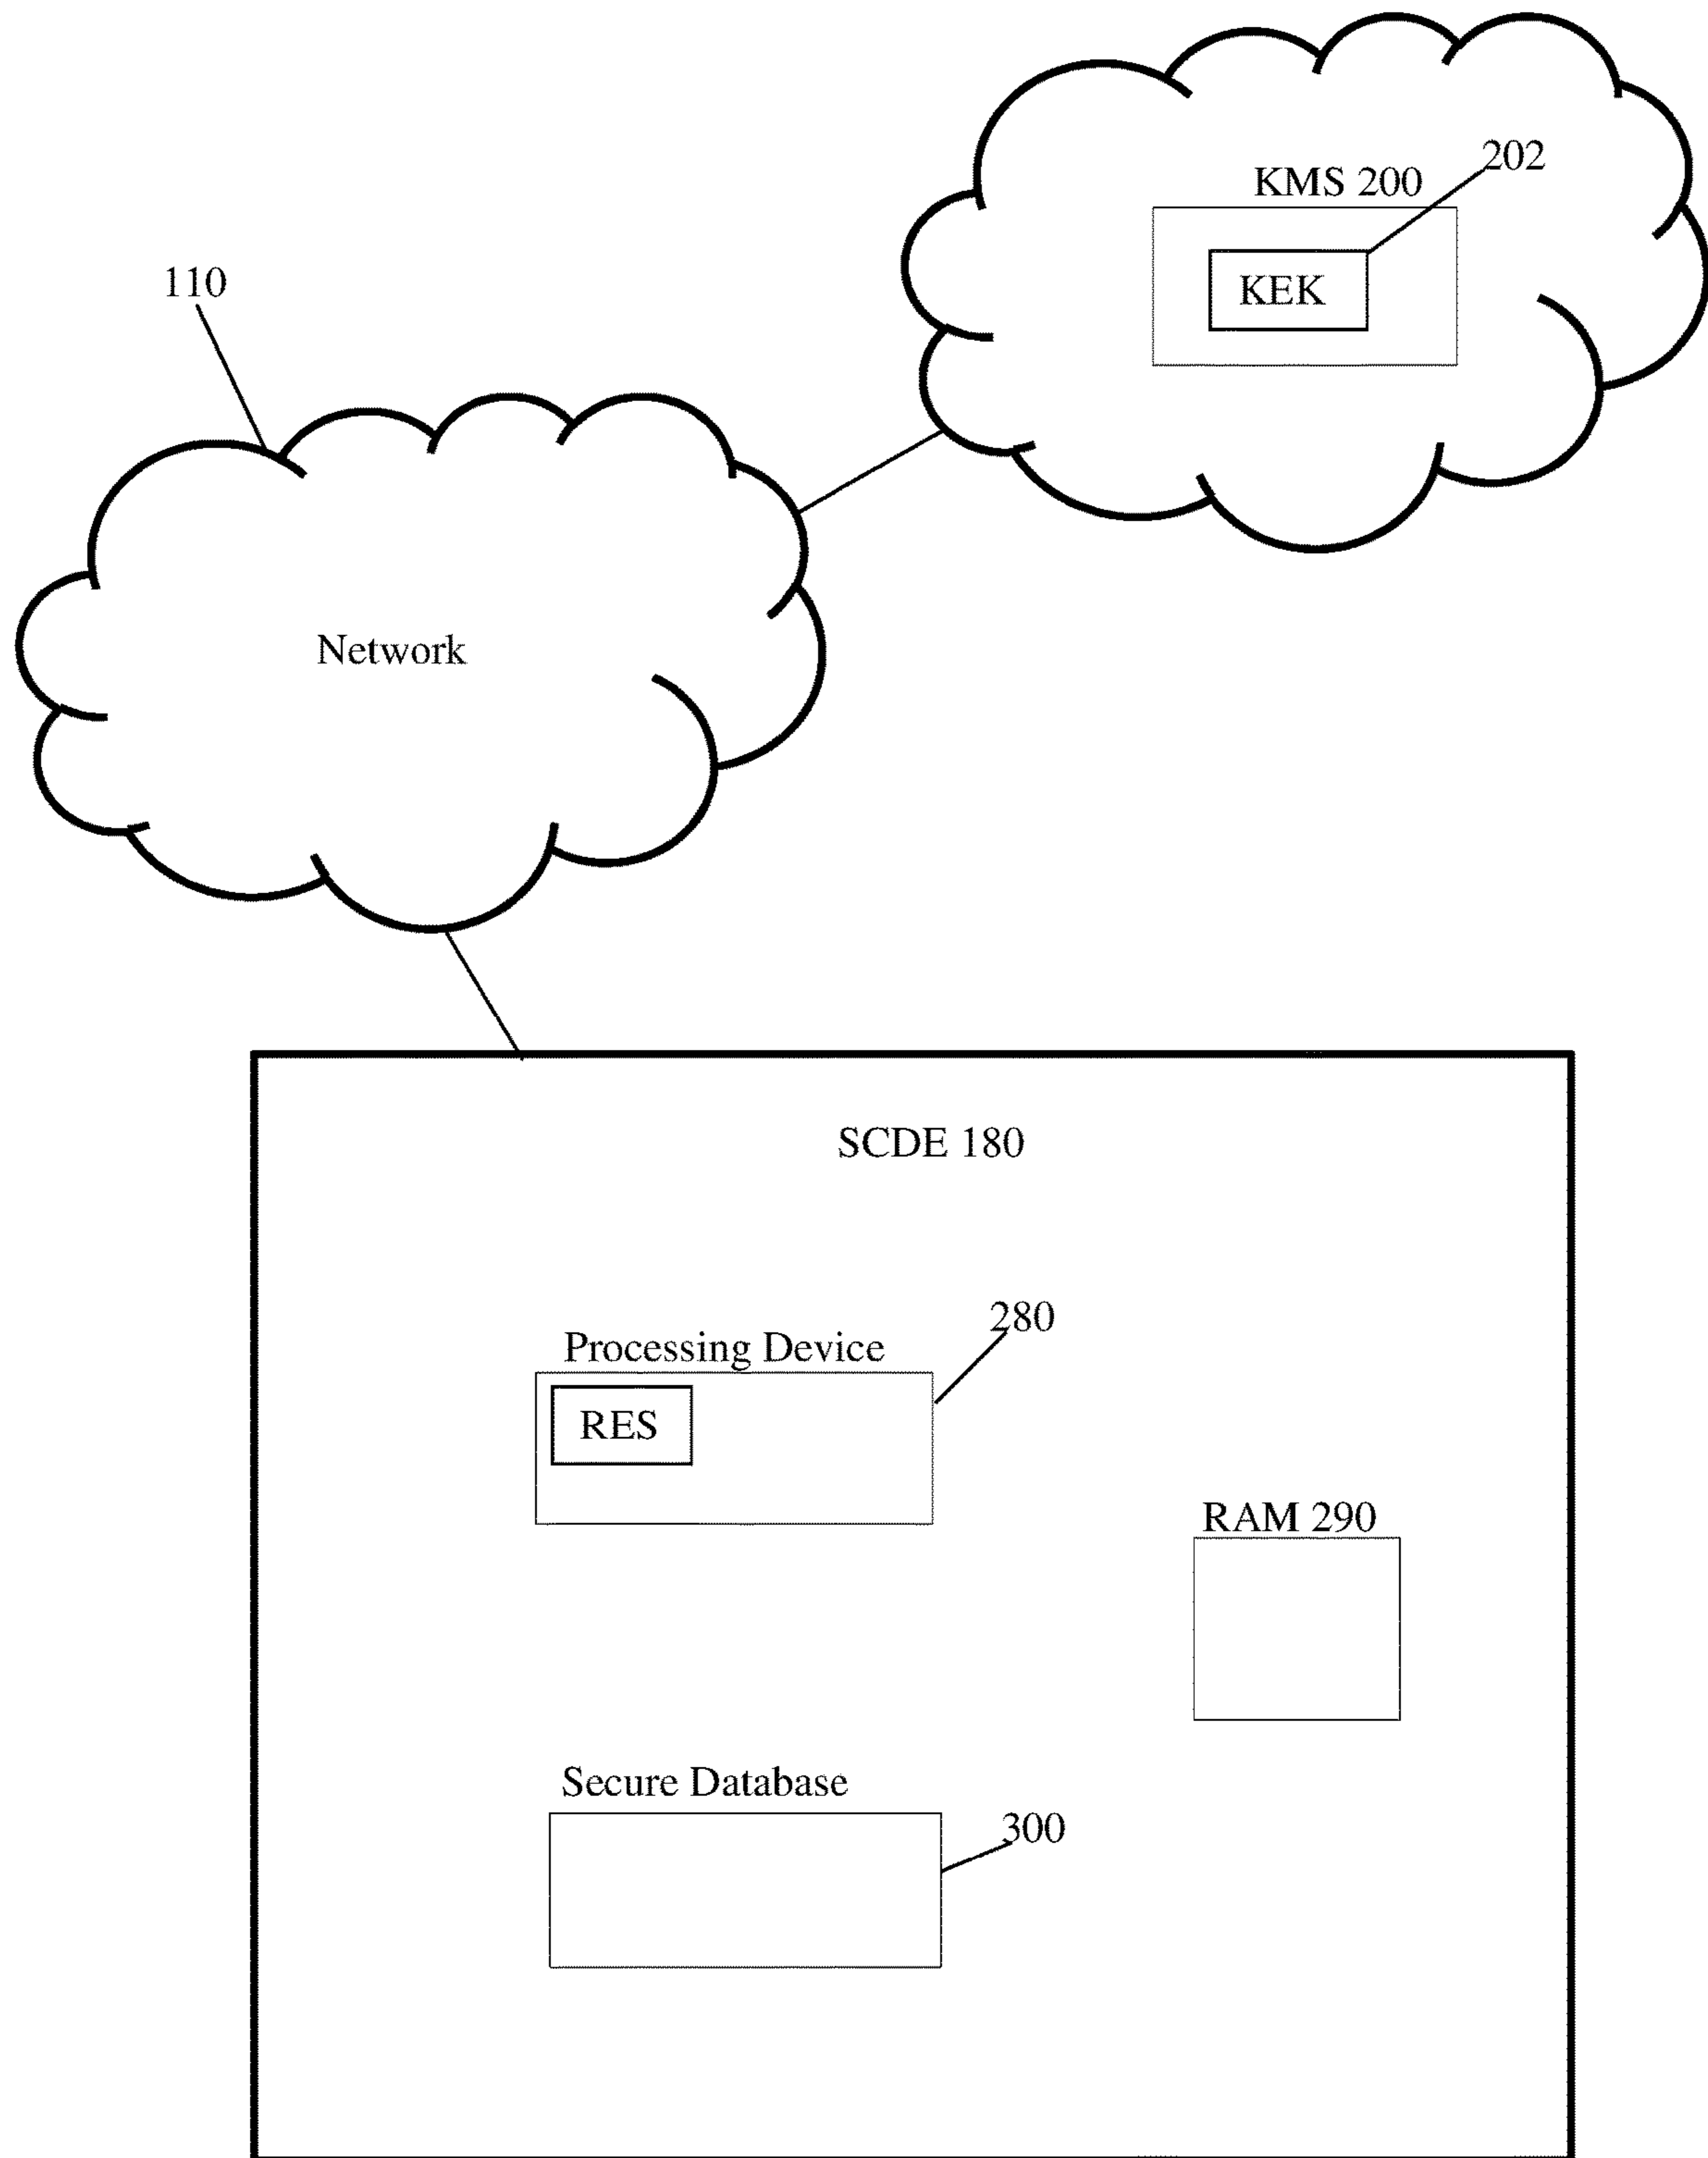 202
KMS 200
KEK
110
Network
SCDE 180
280
Processing Device
RES
RAM 290
Secure Database
300